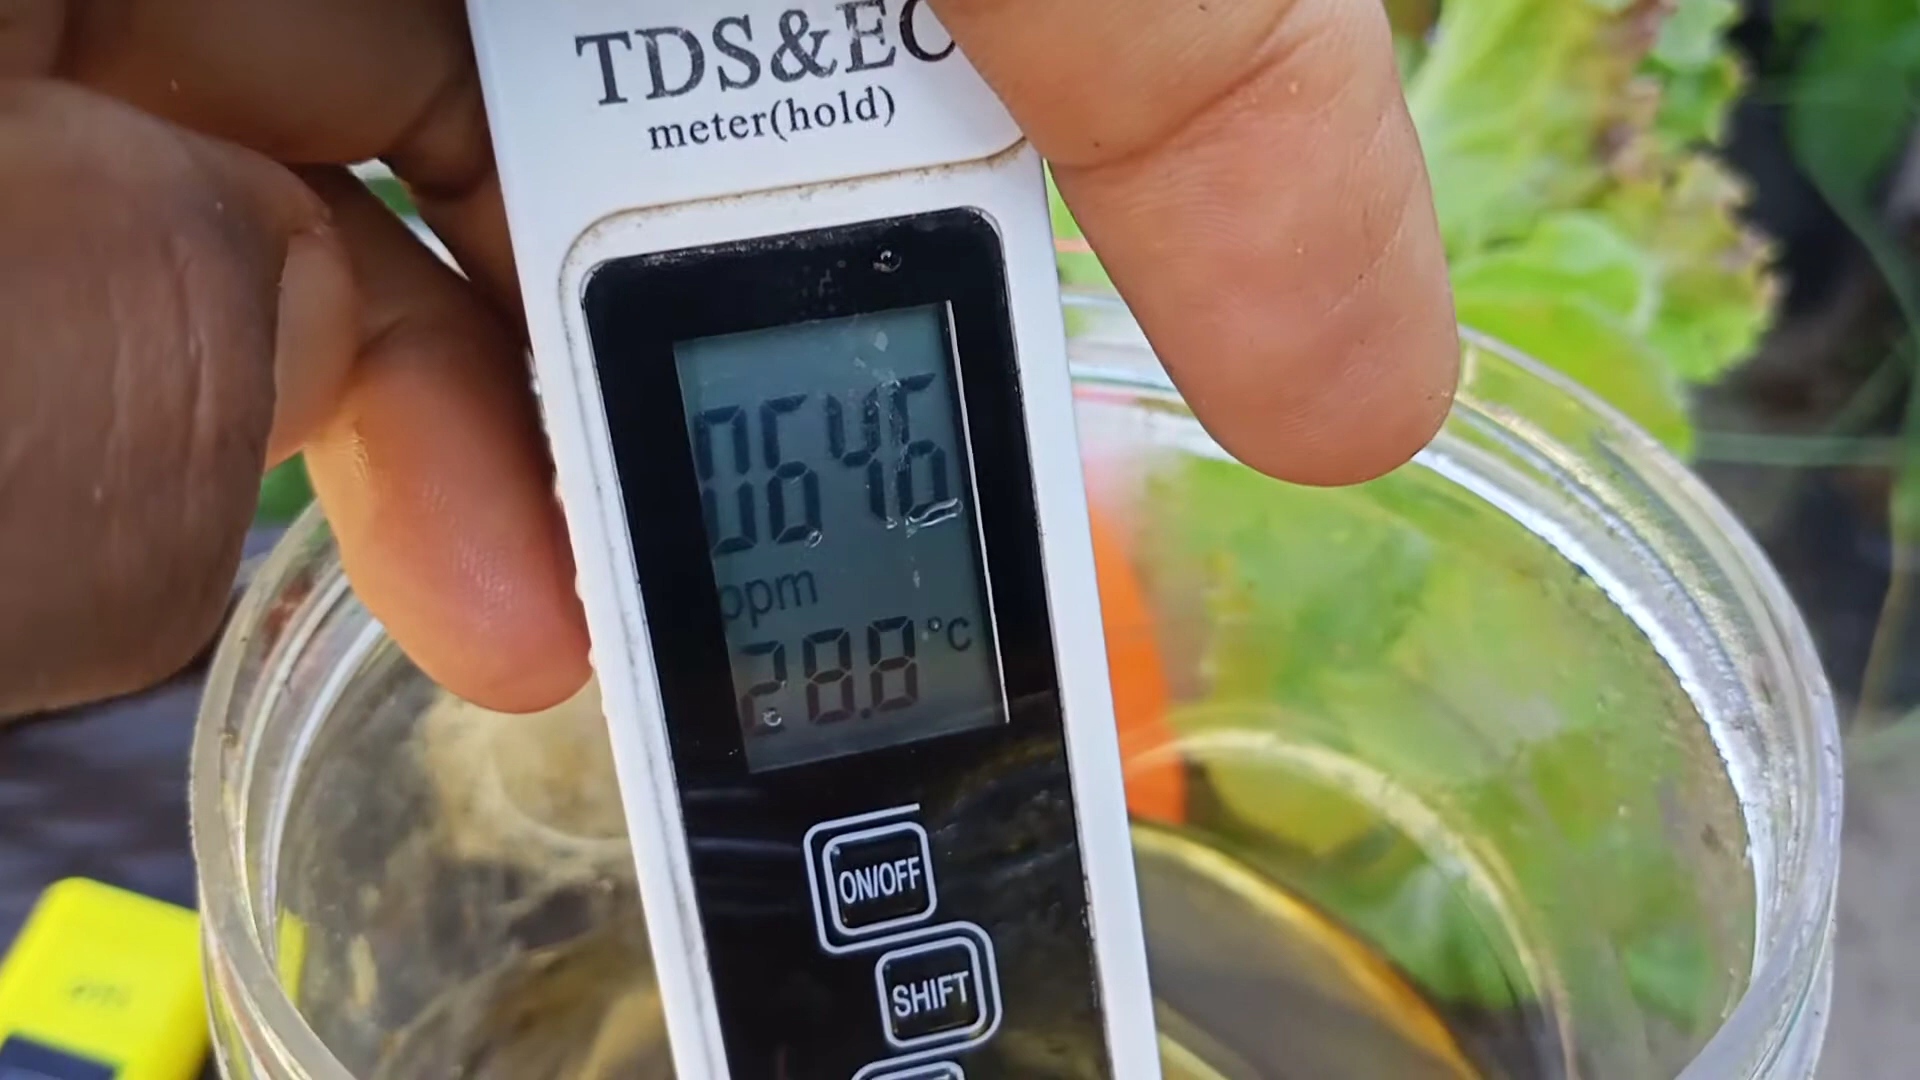 TDS&EC
meter(hold)
0646
ppm
28.8 °C
ON/OFF
SHIFT